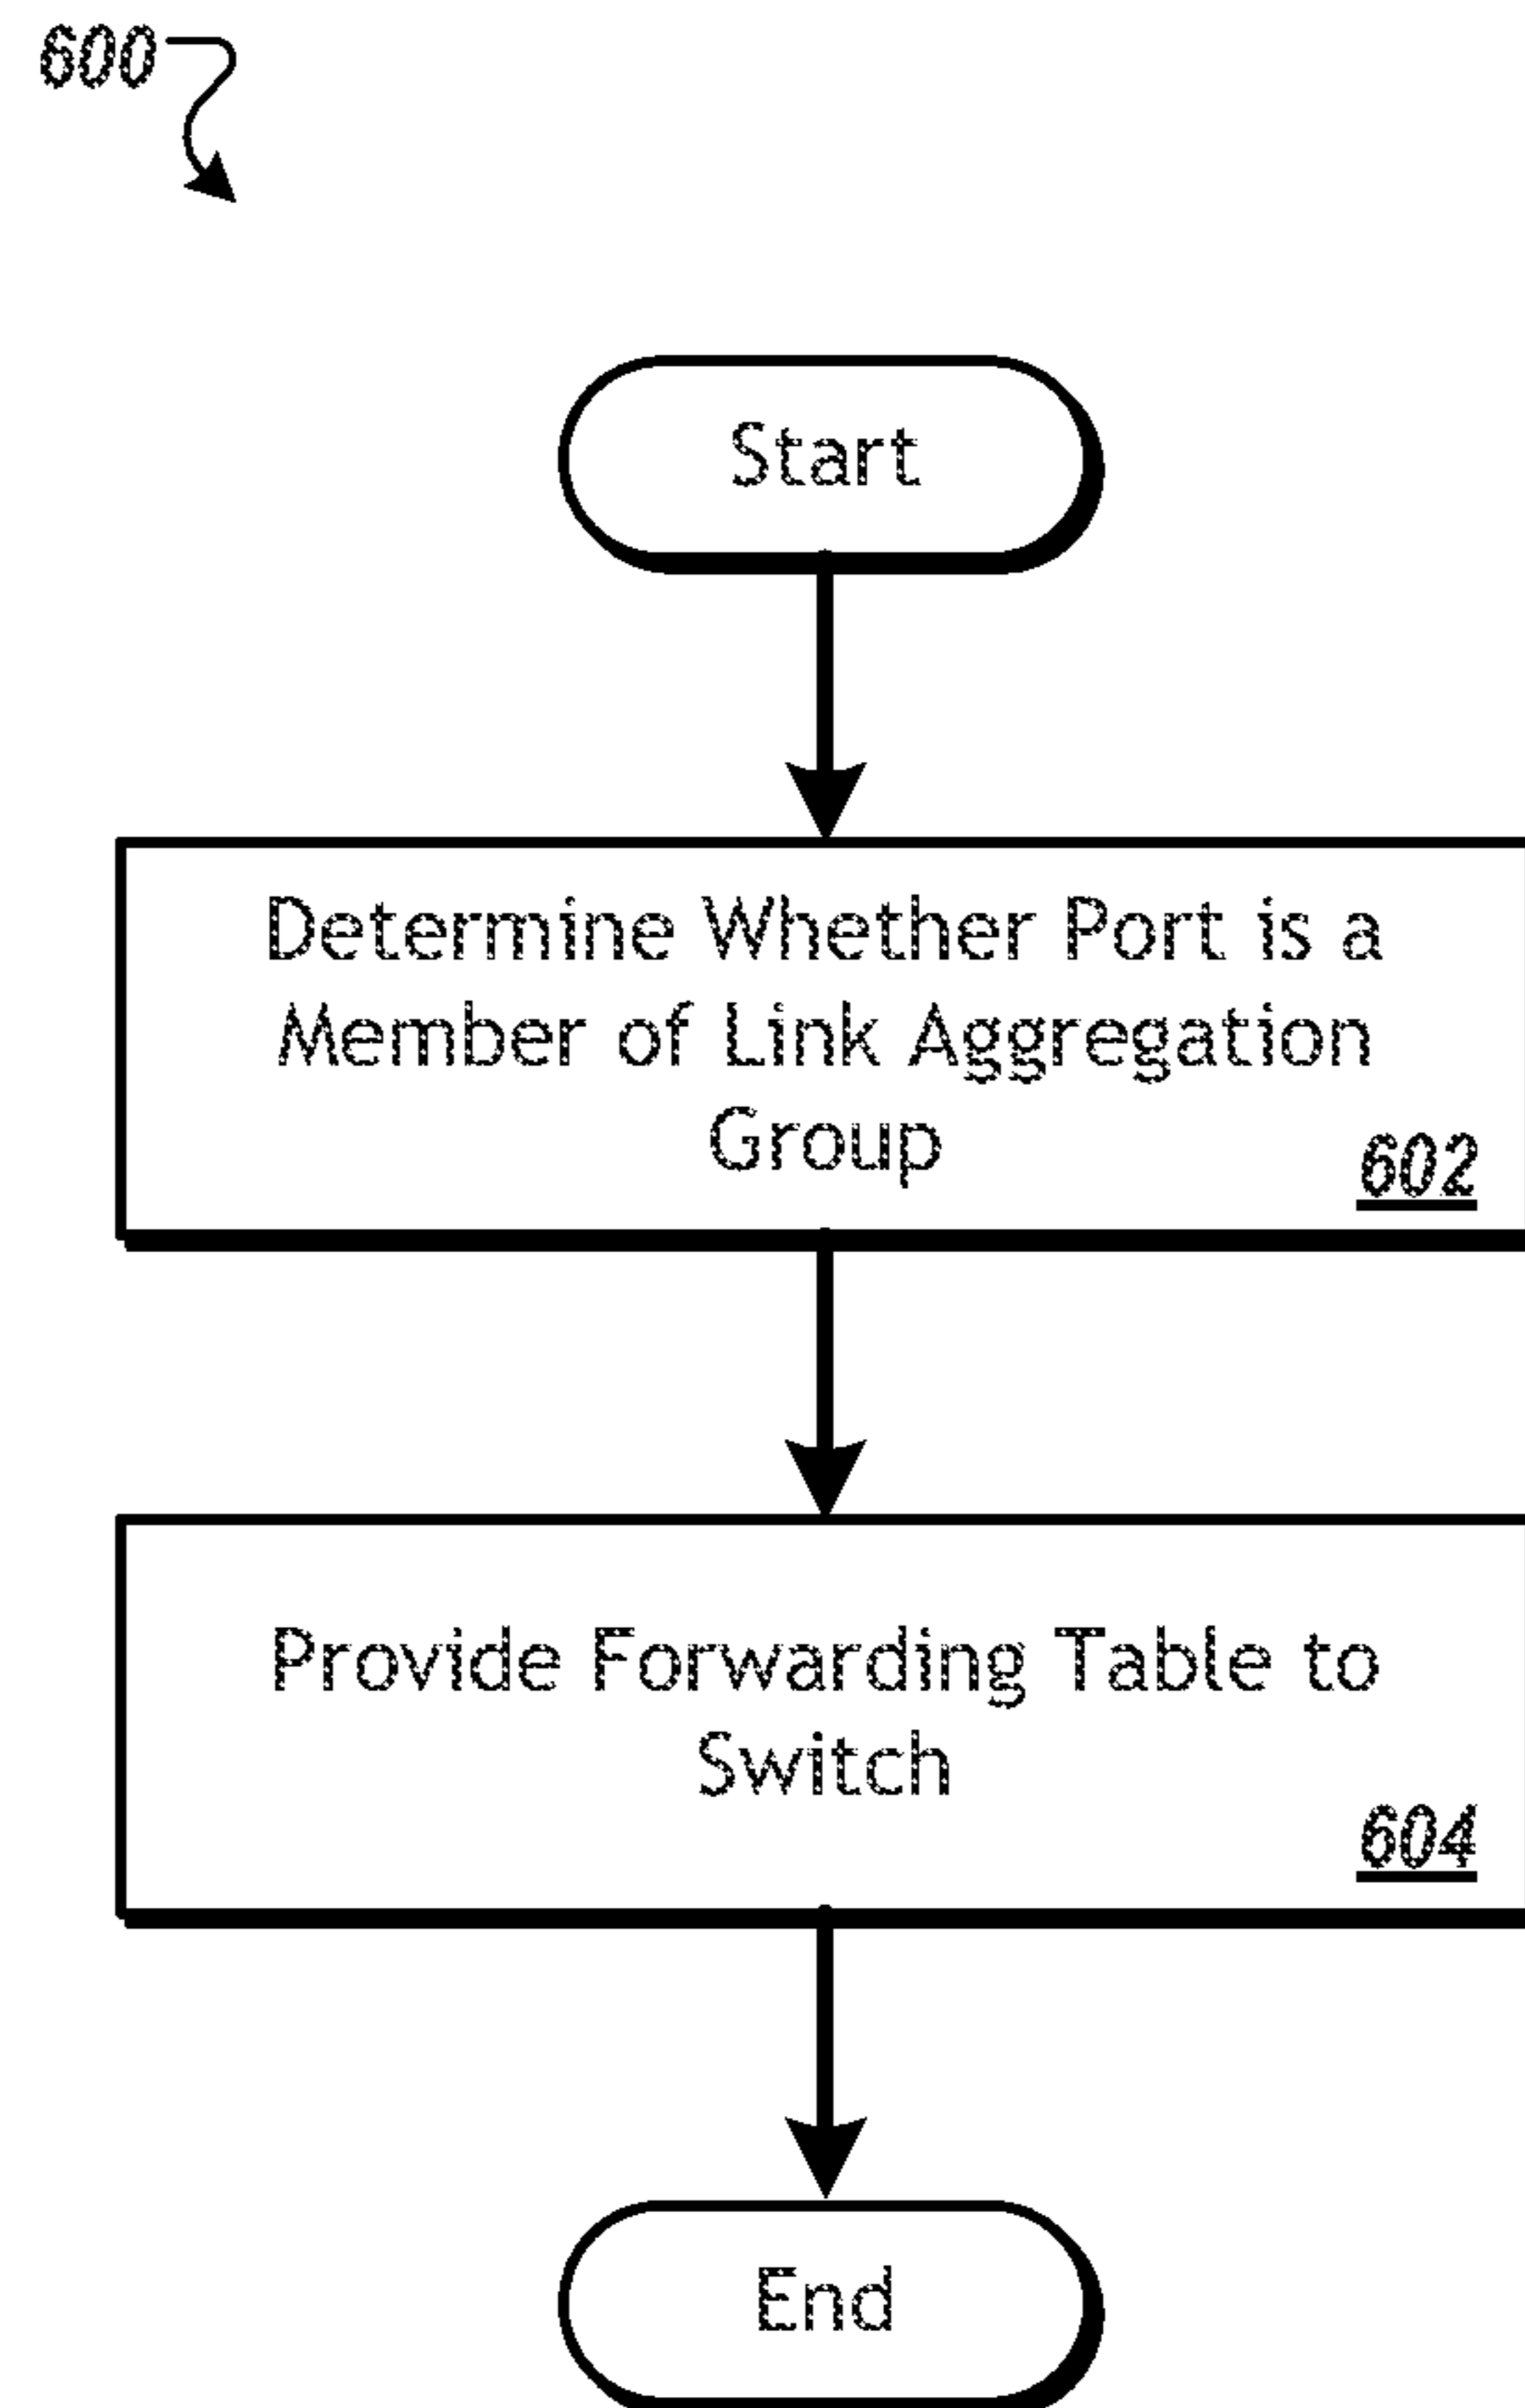 600
Start
Determine Whether Port is a
Member of Link Aggregation
Group
602
Provide Forwarding Table to
Switch
604
End